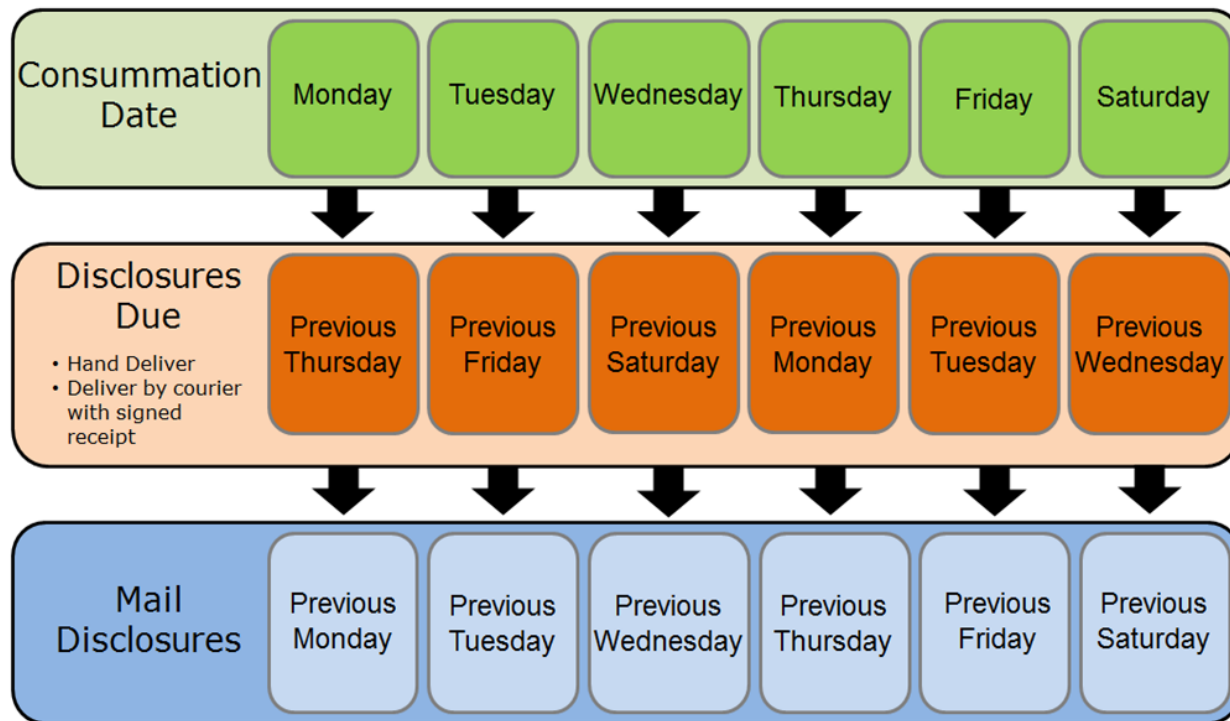 Consummation
Date
Monday
Tuesday
Wednesday
Thursday
Friday
Saturday
Disclosures
Due
• Hand Deliver
• Deliver by courier
with signed
receipt
Previous
Thursday
Previous
Friday
Previous
Saturday
Previous
Monday
Previous
Tuesday
Previous
Wednesday
Mail
Disclosures
Previous
Monday
Previous
Tuesday
Previous
Wednesday
Previous
Thursday
Previous
Friday
Previous
Saturday